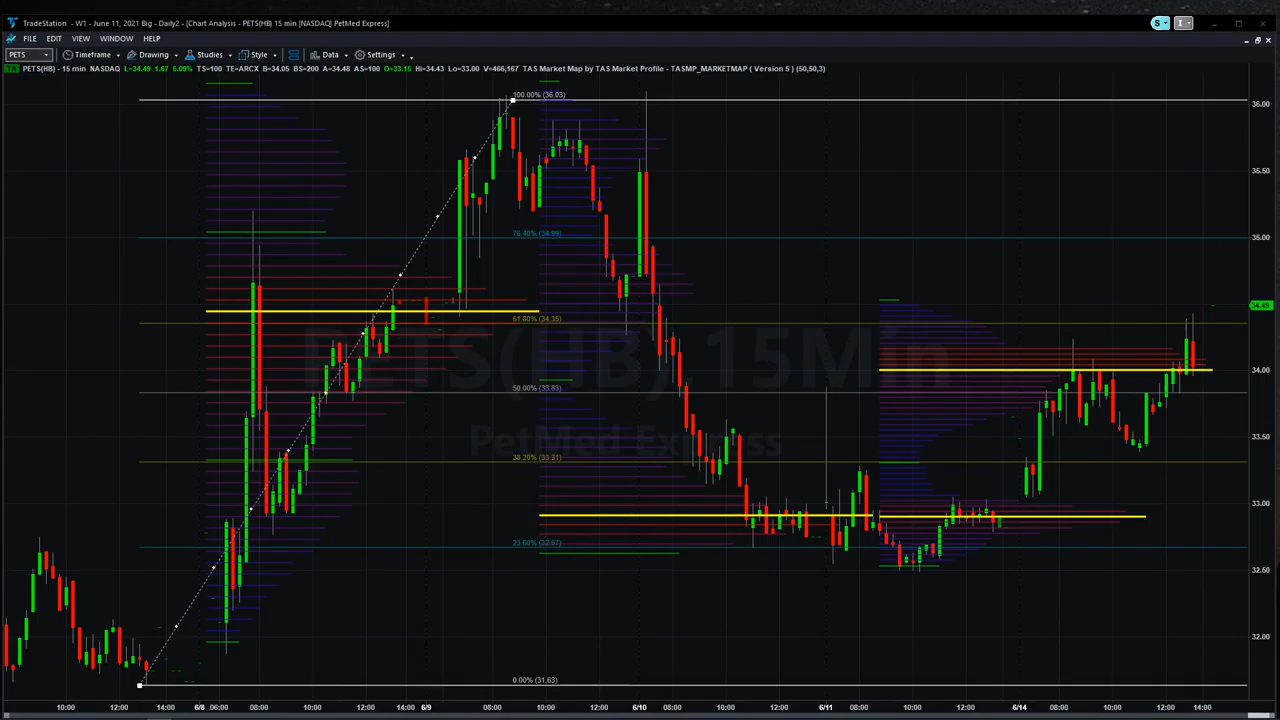 TradeStation - W1 - June 11, 2021 Big - Daily2 - [Chart Analysis - PETS(HB) 15 min [NASDAQ] PetMed Express]
S
I
FILE EDIT VIEW WINDOW HELP
PETS Timeframe Drawing Studies Style Data Settings
TA PETS(HB) - 15 min NASDAQ L=34.49 1.67 5.09% TS=100 TE=ARCX B=34.05 BS=200 A=34.48 AS=100 O=33.15 Hi=34.43 Lo=33.00 V=466,167 TAS Market Map by TAS Market Profile - TASMP_MARKETMAP ( Version 5 ) (50,50,3)
100.00% (36.03)
36.00
35.50
76.40% (34.99)
35.00
34.49
61.80% (34.35)
PETS(HB),15 Min
34.00
50.00% (33.83)
33.50
PetMed Express
38.20% (33.31)
33.00
23.60% (32.67)
32.50
32.00
0.00% (31.63)
10:00 12:00 6/8 06:00 08:00 10:00 12:00 14:00 6/9 08:00 10:00 12:00 6/10 08:00 10:00 12:00 6/11 10:00 12:00 6/14 08:00 10:00 12:00 14:00